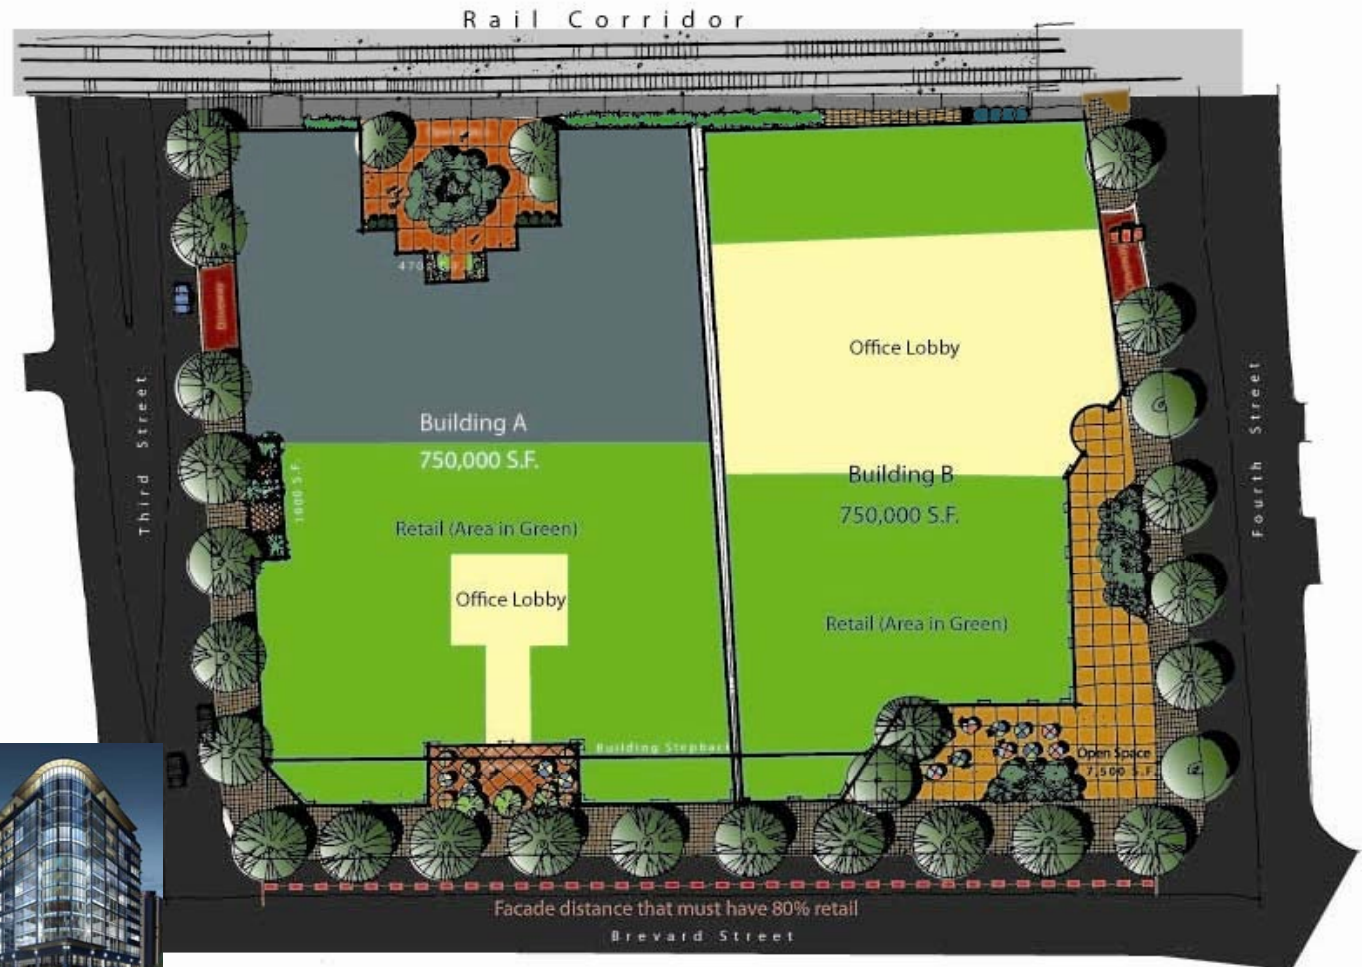 Rail Corridor
Office Lobby
Building A
750,000 S.F.
Building B
750,000 S.F.
Retail (Area in Green)
Office Lobby
Retail (Area in Green)
Third Street
Fourth Street
1000 S.F.
Building Stepback
Open Space
7,500 S.F.
Facade distance that must have 80% retail
Brevard Street